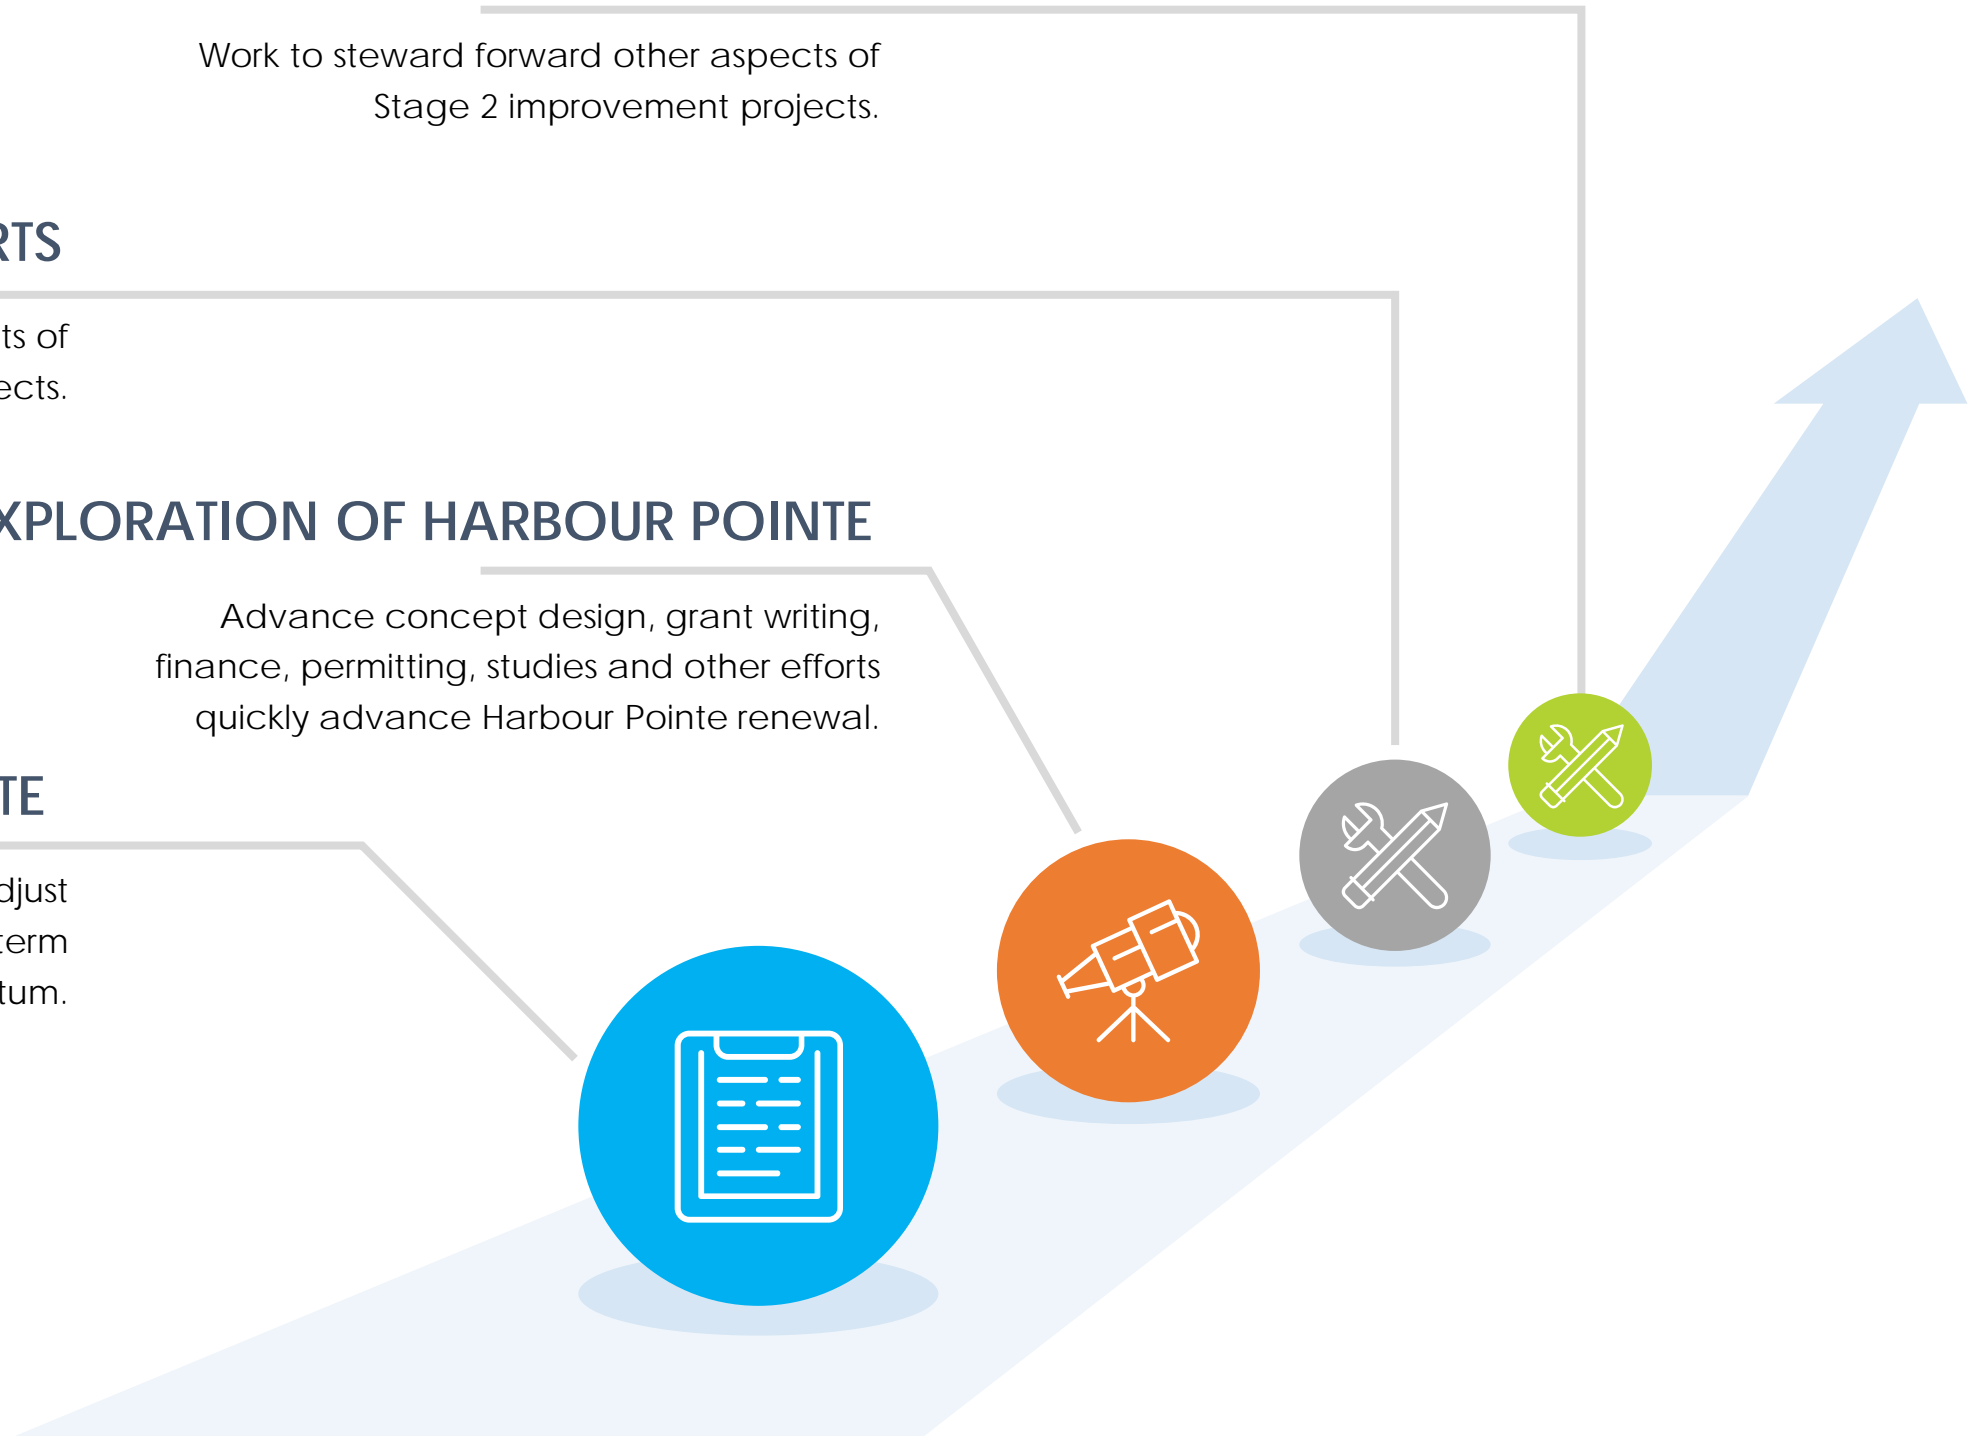 Work to steward forward other aspects of
Stage 2 improvement projects.
RTS
ts of
ects.
XPLORATION OF HARBOUR POINTE
Advance concept design, grant writing,
finance, permitting, studies and other efforts
quickly advance Harbour Pointe renewal.
TE
djust
term
tum.